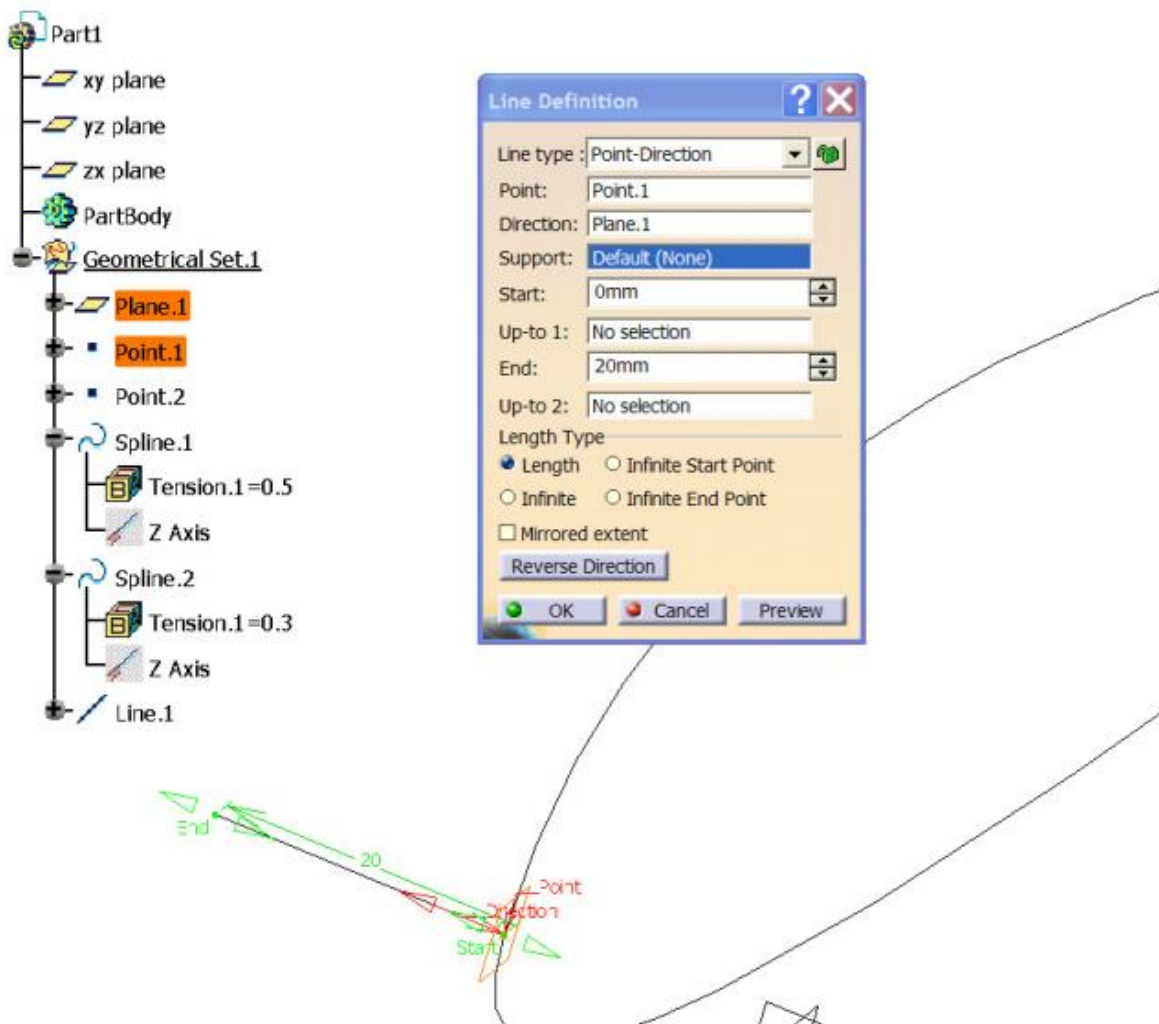 Part1
xy plane
yz plane
zx plane
PartBody
Geometrical Set.1
Plane.1
Point.1
Point.2
Spline.1
Tension.1=0.5
Z Axis
Spline.2
Tension.1=0.3
Z Axis
Line.1
Line Definition
Line type : Point-Direction
Point: Point.1
Direction: Plane.1
Support: Default (None)
Start: 0mm
Up-to 1: No selection
End: 20mm
Up-to 2: No selection
Length Type
Length Infinite Start Point
Infinite Infinite End Point
Mirrored extent
Reverse Direction
OK Cancel Preview
End
20
Point
Direction
Start